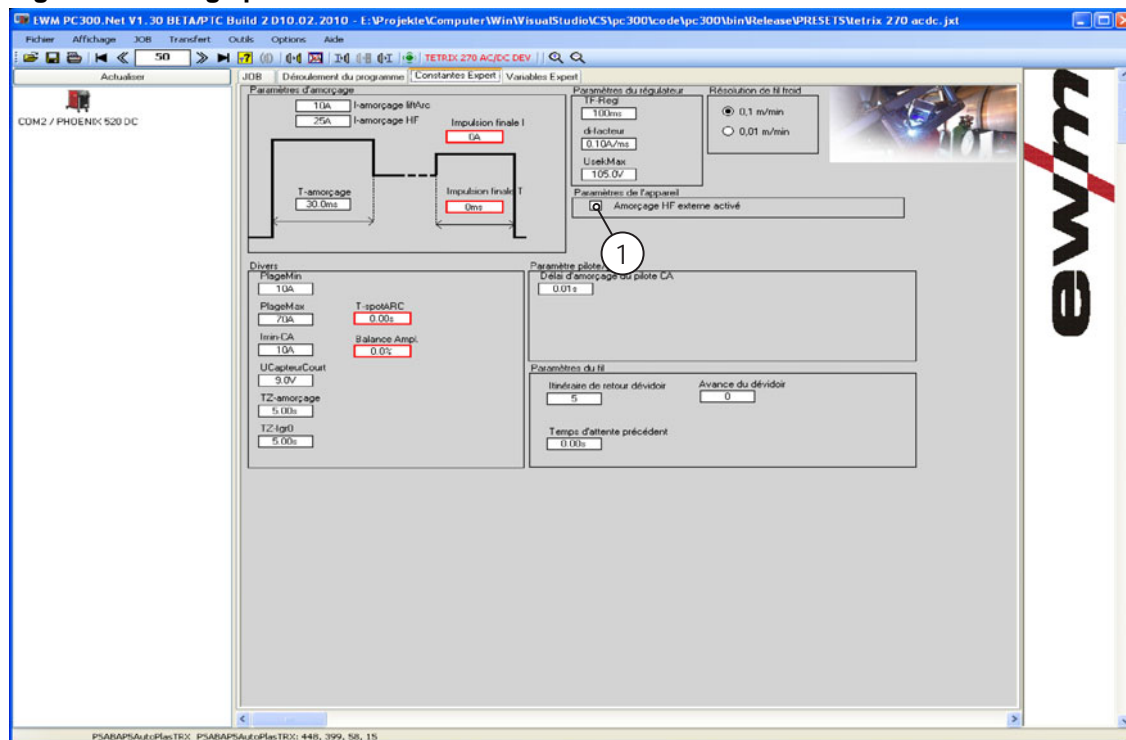 EWM PC300.Net V1.30 BETA/PTC Build 2 D10.02.2010 - E:\Projekte\Computer\WinVisualStudio\CS\pc300\code\pc300\bin\Release\PRESETS\tetrix 270 acdc.jxt
Fichier Affichage JOB Transfert Outils Options Aide
50 TETRIX 270 AC/DC DEV
Actualiser
JOB Déroulement du programme Constantes Expert Variables Expert
COM2 / PHOENIX 520 DC
Paramètres d'amorçage
10A I-amorçage liftArc
25A I-amorçage HF
Impulsion finale I
0A
T-amorçage
30.0ms
Impulsion finale T
0ms
Paramètres du régulateur
TF-Regl
100ms
di-facteur
0.10A/ms
UsekMax
105.0V
Résolution de fil froid
0,1 m/min
0,01 m/min
Paramètres de l'appareil
Amorçage HF externe activé
1
Divers
PlageMin
10A
PlageMax
70A
Imin-CA
10A
UCapteurCourt
9.0V
TZ-amorçage
5.00s
TZ-Igr0
5.00s
T-spotARC
0.00s
Balance Ampl.
0.0%
Paramètre pilote
Délai d'amorçage du pilote CA
0.01s
Paramètres du fil
Itinéraire de retour dévidoir
5
Avance du dévidoir
0
Temps d'attente précédent
0.00s
ewm
PSABAPSAutoPlasTRX PSABAPSAutoPlasTRX: 448, 399, 58, 15